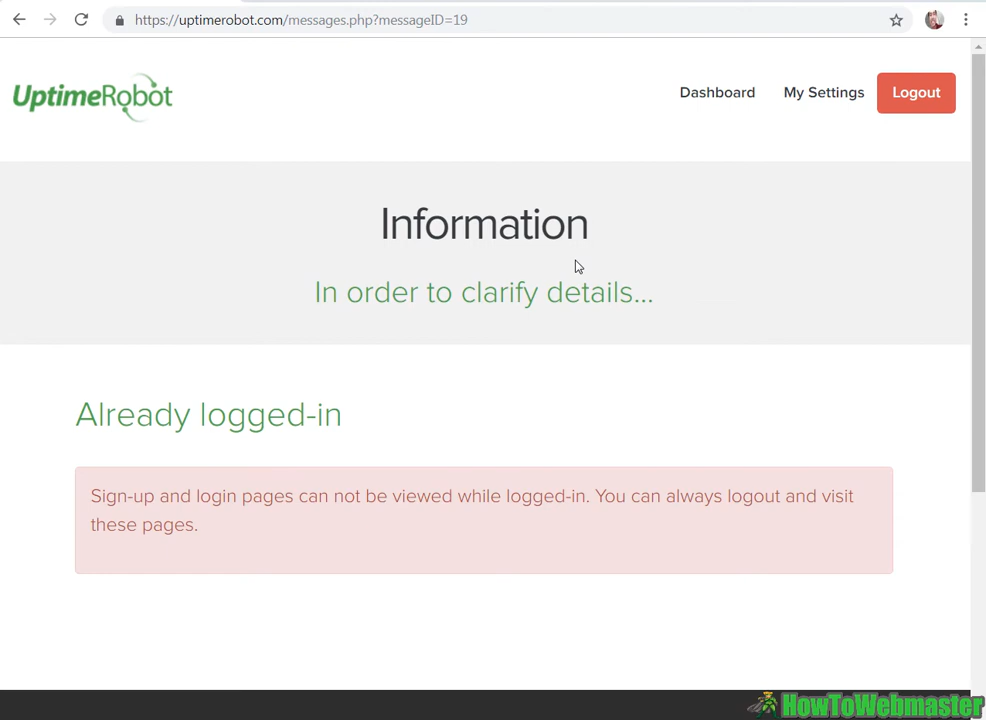 https://uptimerobot.com/messages.php?messageID=19
UptimeRobot
Dashboard
My Settings
Logout
Information
In order to clarify details...
Already logged-in
Sign-up and login pages can not be viewed while logged-in. You can always logout and visit
these pages.
HowToWebmaster